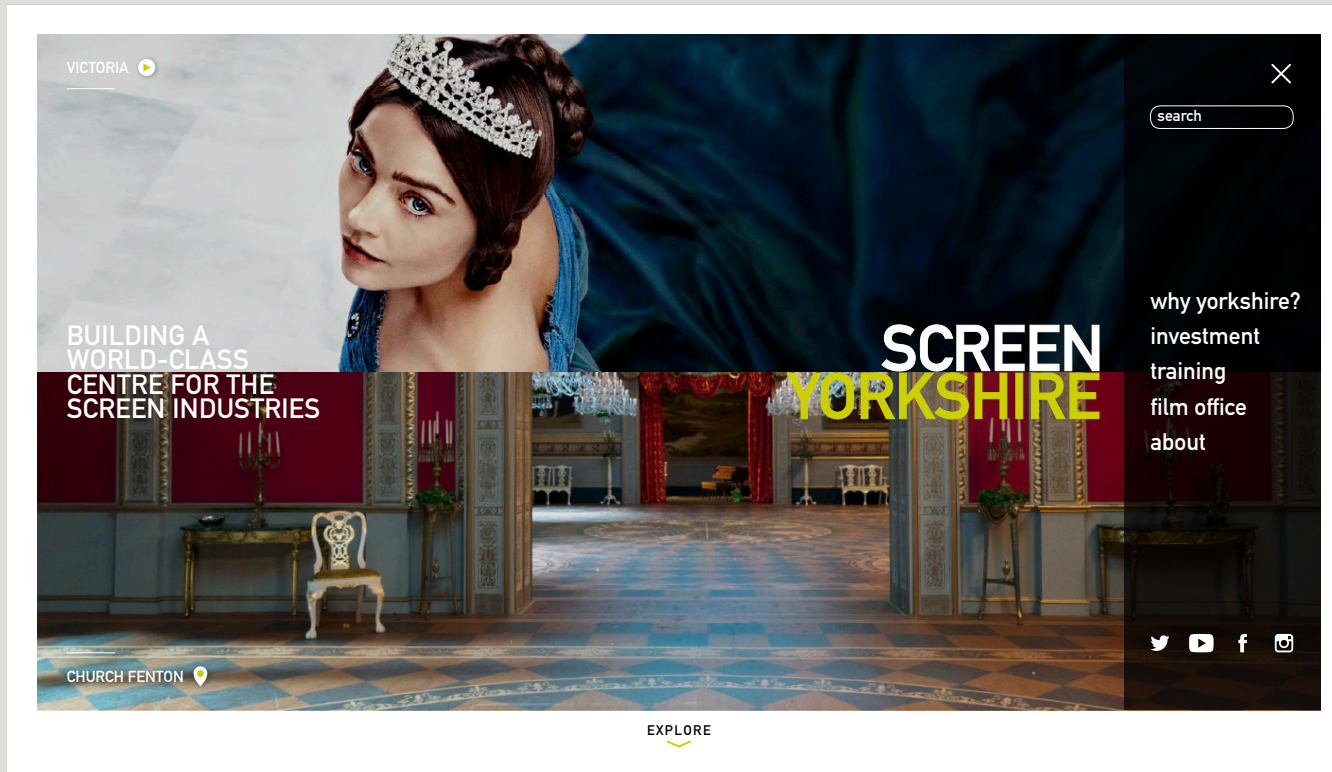 VICTORIA
search
BUILDING A
WORLD-CLASS
CENTRE FOR THE
SCREEN INDUSTRIES
SCREEN
YORKSHIRE
why yorkshire?
investment
training
film office
about
CHURCH FENTON
EXPLORE